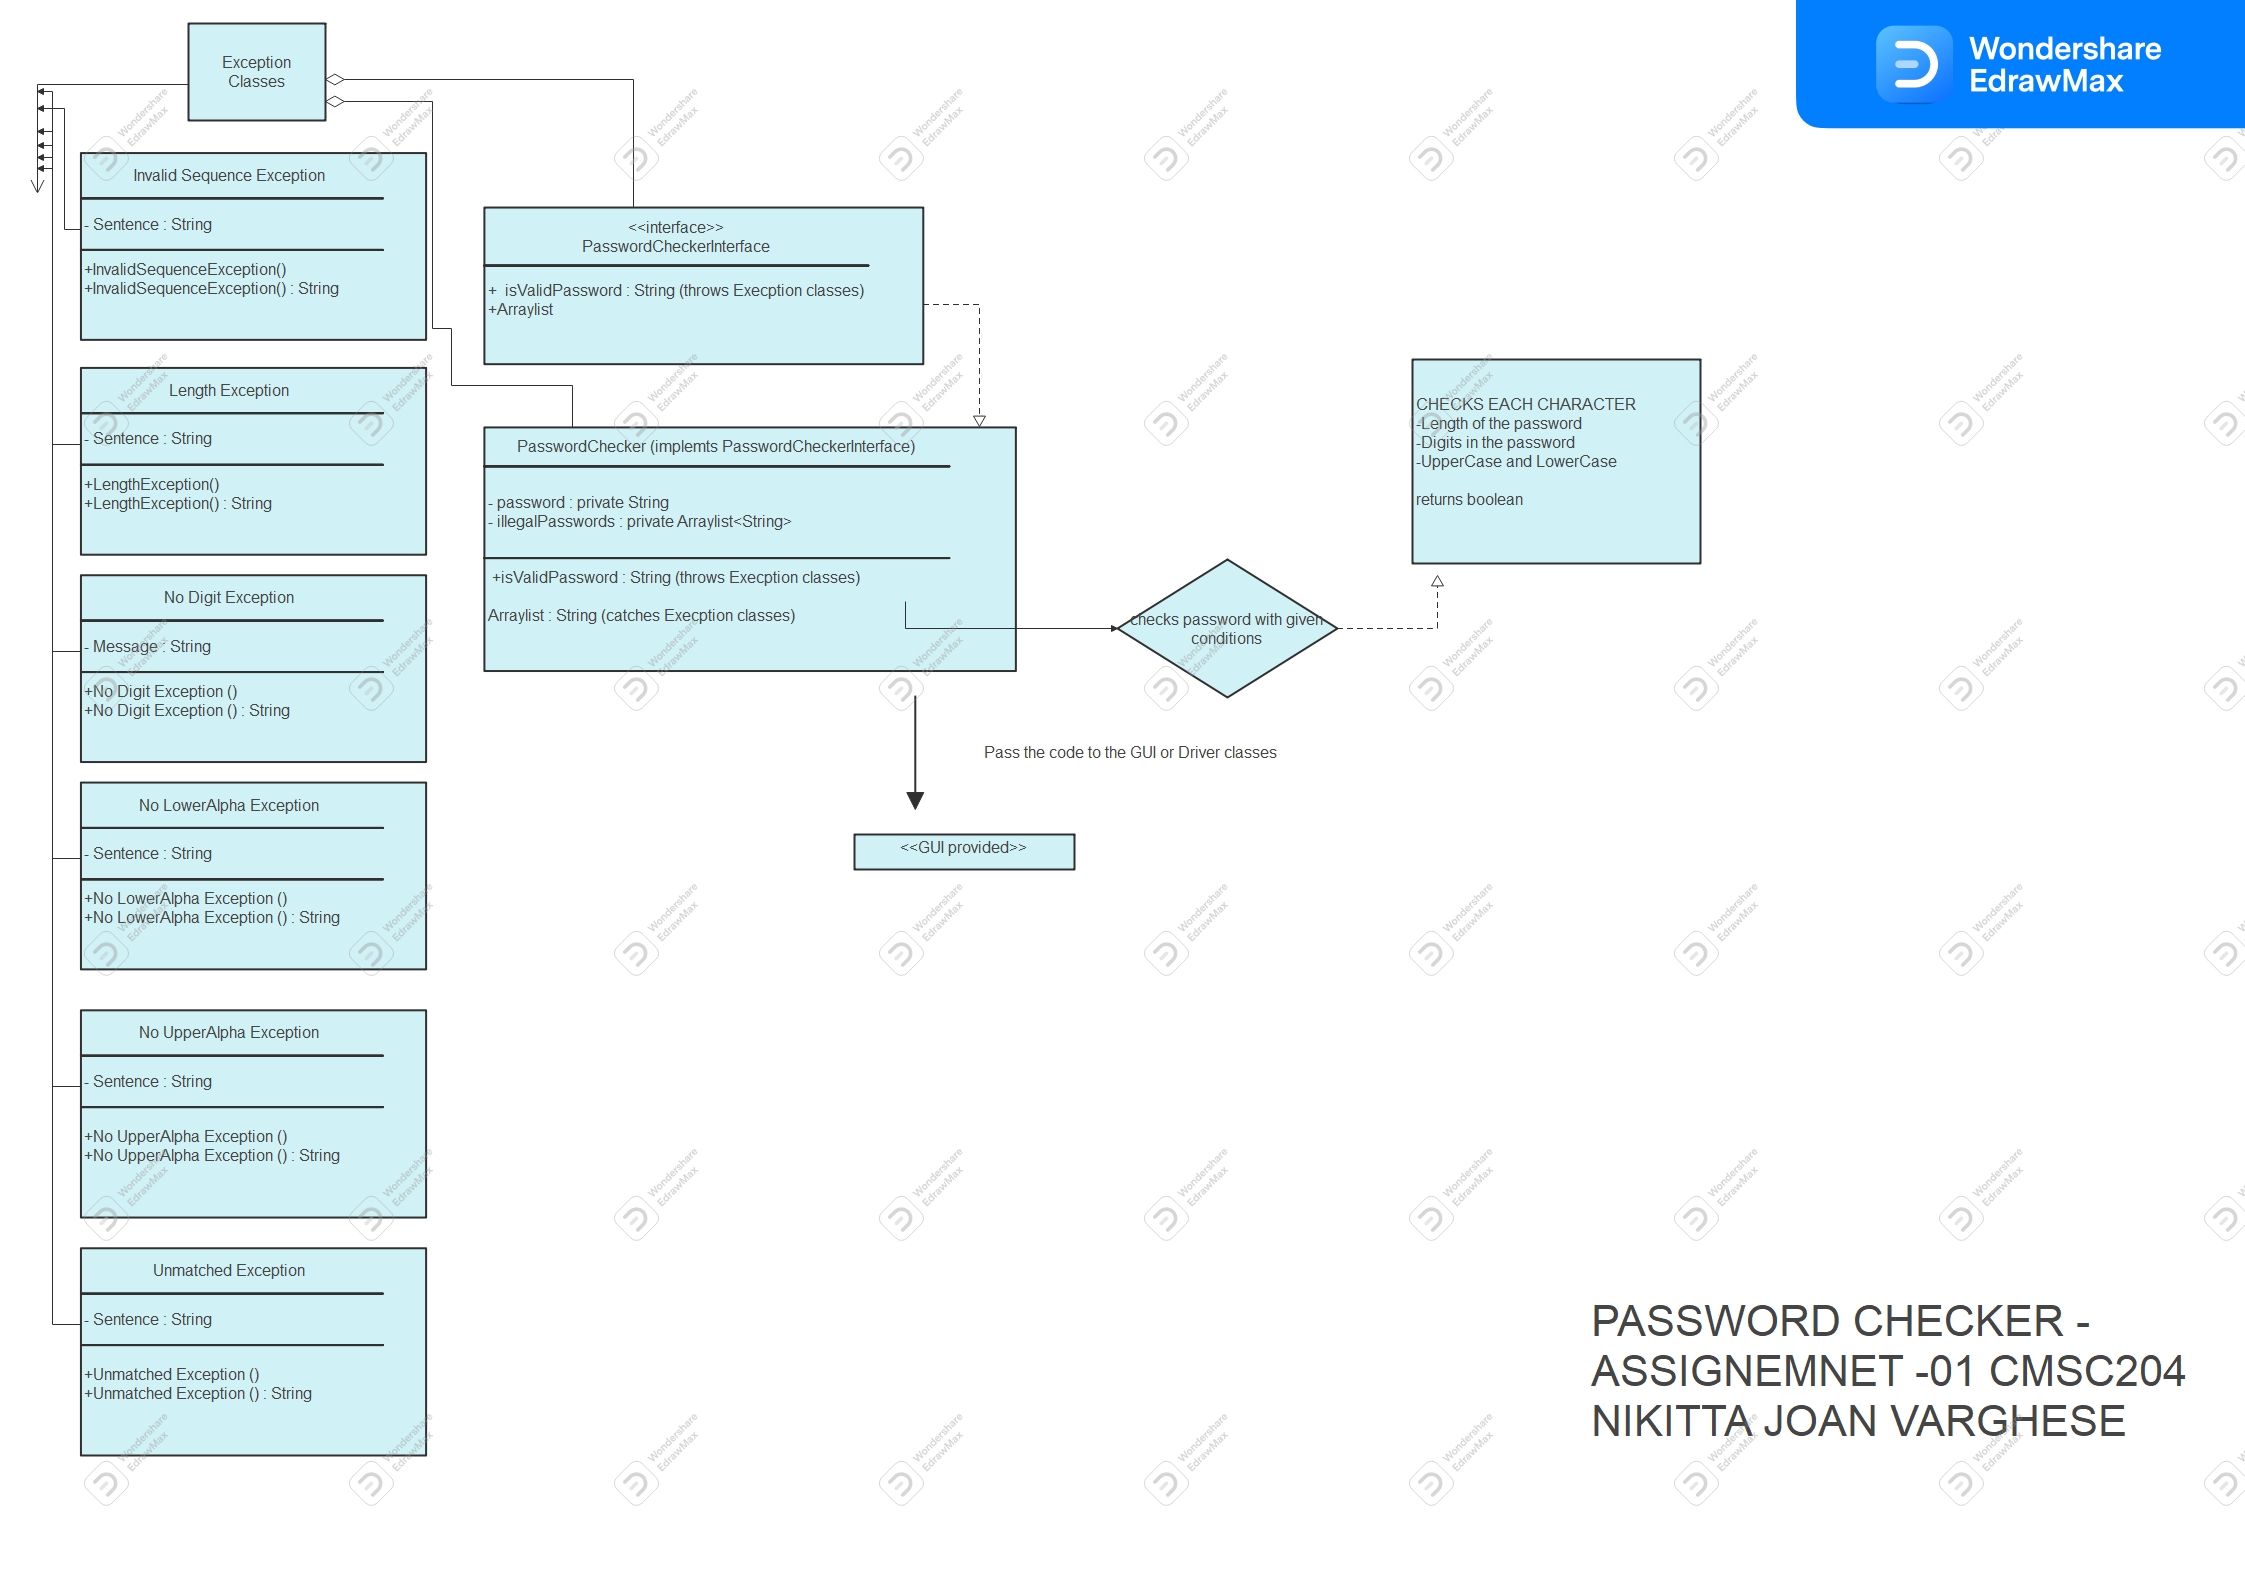 Wondershare
EdrawMax
Exception
Classes
Invalid Sequence Exception
- Sentence : String
+InvalidSequenceException()
+InvalidSequenceException() : String
Length Exception
- Sentence : String
+LengthException()
+LengthException() : String
No Digit Exception
- Message : String
+No Digit Exception ()
+No Digit Exception () : String
No LowerAlpha Exception
- Sentence : String
+No LowerAlpha Exception ()
+No LowerAlpha Exception () : String
No UpperAlpha Exception
- Sentence : String
+No UpperAlpha Exception ()
+No UpperAlpha Exception () : String
Unmatched Exception
- Sentence : String
+Unmatched Exception ()
+Unmatched Exception () : String
<<interface>>
PasswordCheckerInterface
+ isValidPassword : String (throws Execption classes)
+Arraylist
PasswordChecker (implemts PasswordCheckerInterface)
- password : private String
- illegalPasswords : private Arraylist<String>
+isValidPassword : String (throws Execption classes)
Arraylist : String (catches Execption classes)
checks password with given
conditions
CHECKS EACH CHARACTER
-Length of the password
-Digits in the password
-UpperCase and LowerCase
returns boolean
Pass the code to the GUI or Driver classes
<<GUI provided>>
PASSWORD CHECKER -
ASSIGNEMNET -01 CMSC204
NIKITTA JOAN VARGHESE